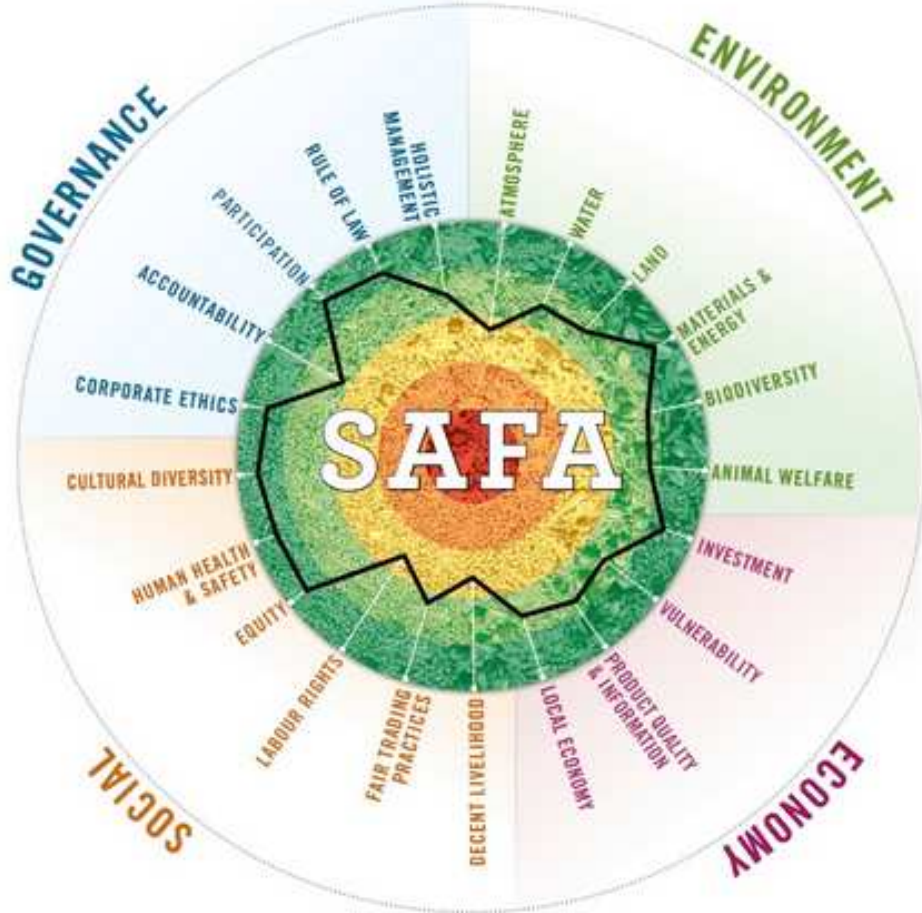 GOVERNANCE
ENVIRONMENT
HOLISTIC
MANAGEMENT
RULE OF LAW
PARTICIPATION
ACCOUNTABILITY
CORPORATE ETHICS
ATMOSPHERE
WATER
LAND
MATERIALS &
ENERGY
BIODIVERSITY
ANIMAL WELFARE
SAFA
CULTURAL DIVERSITY
HUMAN HEALTH
& SAFETY
EQUITY
LABOUR RIGHTS
FAIR TRADING
PRACTICES
DECENT LIVELIHOOD
INVESTMENT
VULNERABILITY
PRODUCT QUALITY
& INFORMATION
LOCAL ECONOMY
SOCIAL
ECONOMY